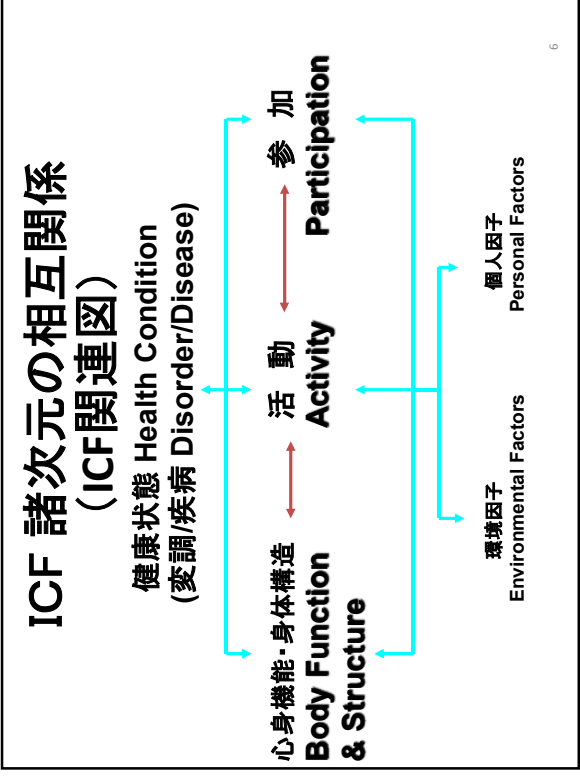 ICF 諸次元の相互関係
（ICF関連図）
健康状態 Health Condition
(変調/疾病 Disorder/Disease)
心身機能・身体構造
Body Function
& Structure
活　動
Activity
参　加
Participation
環境因子
Environmental Factors
個人因子
Personal Factors
6